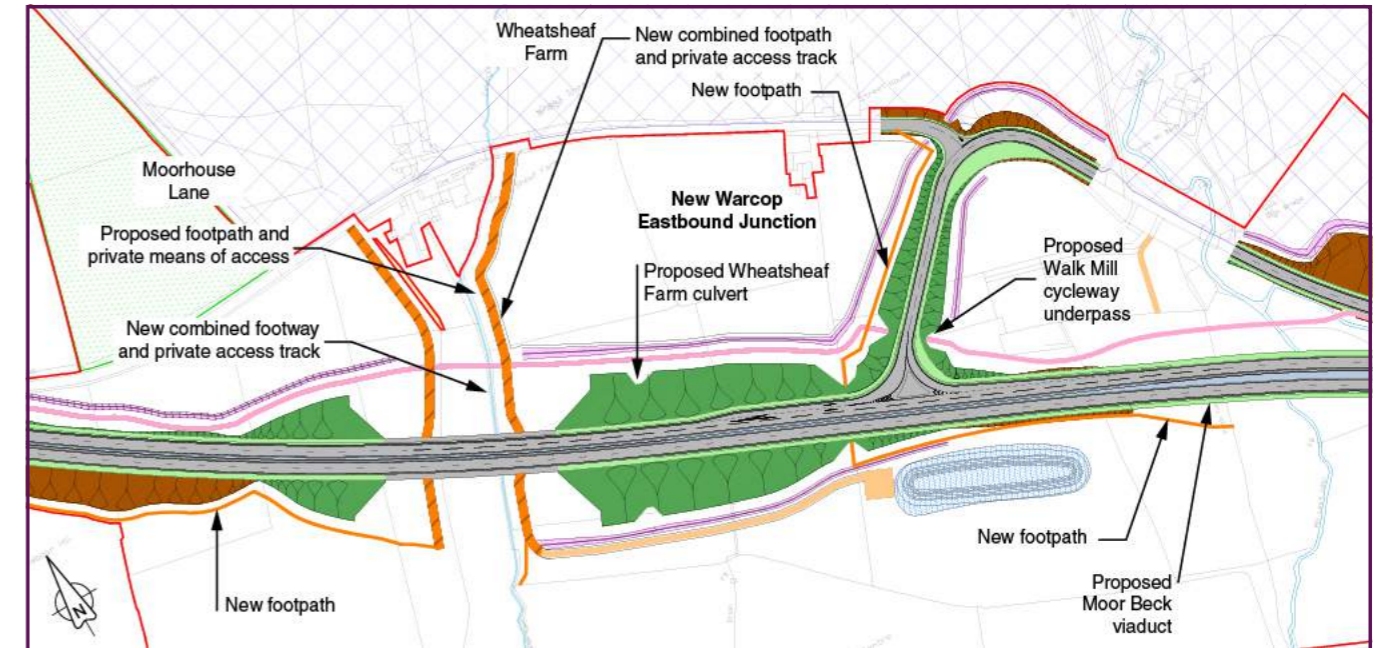 Wheatsheaf
Farm
New combined footpath
and private access track
New footpath
Moorhouse
Lane
New Warcop
Eastbound Junction
Proposed footpath and
private means of access
Proposed Wheatsheaf
Farm culvert
Proposed
Walk Mill
cycleway
underpass
New combined footway
and private access track
New footpath
New footpath
Proposed
Moor Beck
viaduct
N